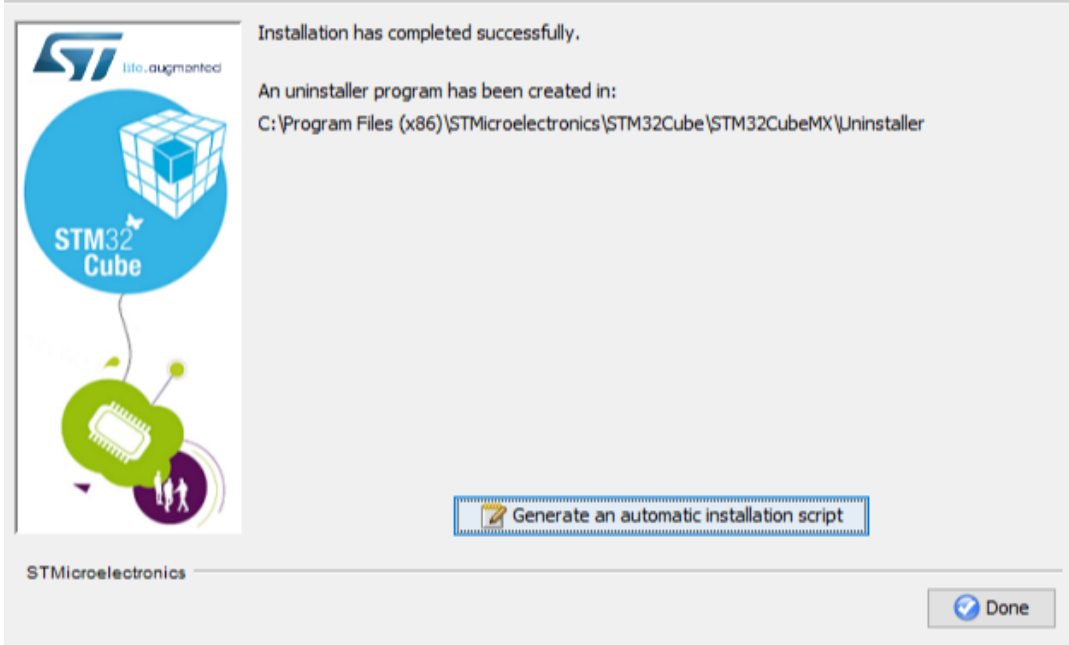 Installation has completed successfully.
ST life.augmented
An uninstaller program has been created in:
C:\Program Files (x86)\STMicroelectronics\STM32Cube\STM32CubeMX\Uninstaller
STM32
Cube
Generate an automatic installation script
STMicroelectronics
Done